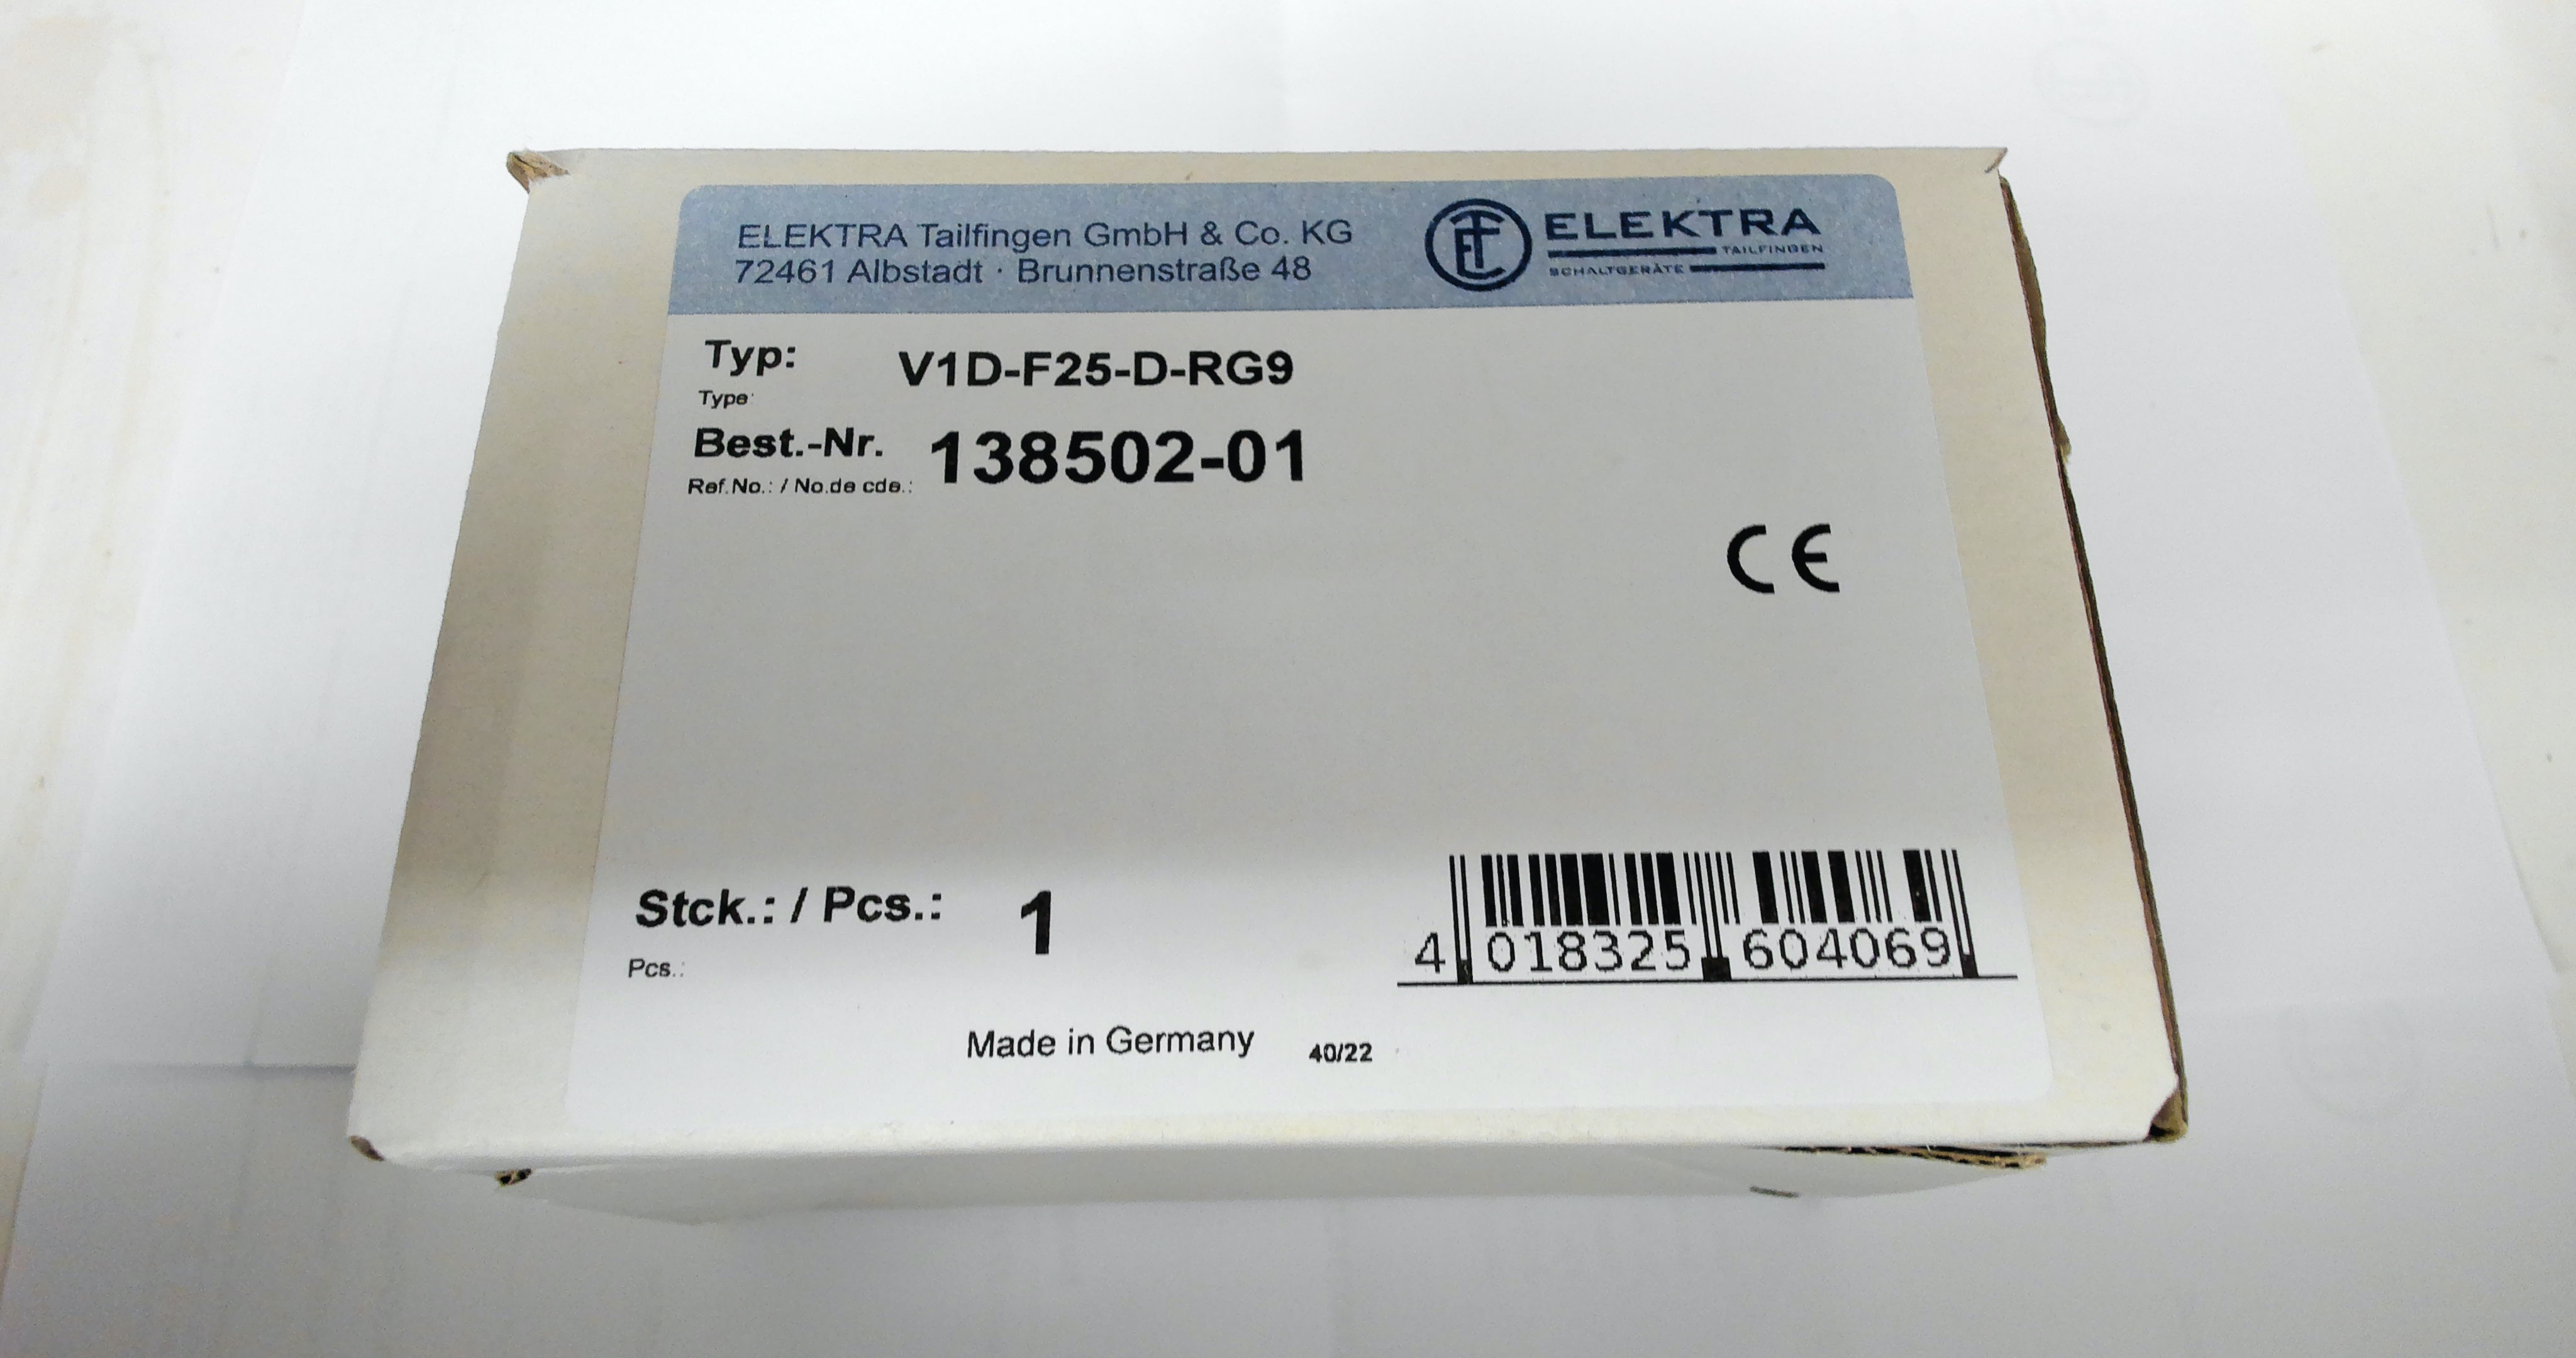 ELEKTRA Tailfingen GmbH & Co. KG
72461 Albstadt · Brunnenstraße 48
ELEKTRA
TAILFINGEN
SCHALTGERÄTE
Typ: V1D-F25-D-RG9
Type:
Best.-Nr. 138502-01
Ref.No.: / No.de cde.:
CE
Stck.: / Pcs.: 1
Pcs.:
4 018325 604069
Made in Germany 40/22